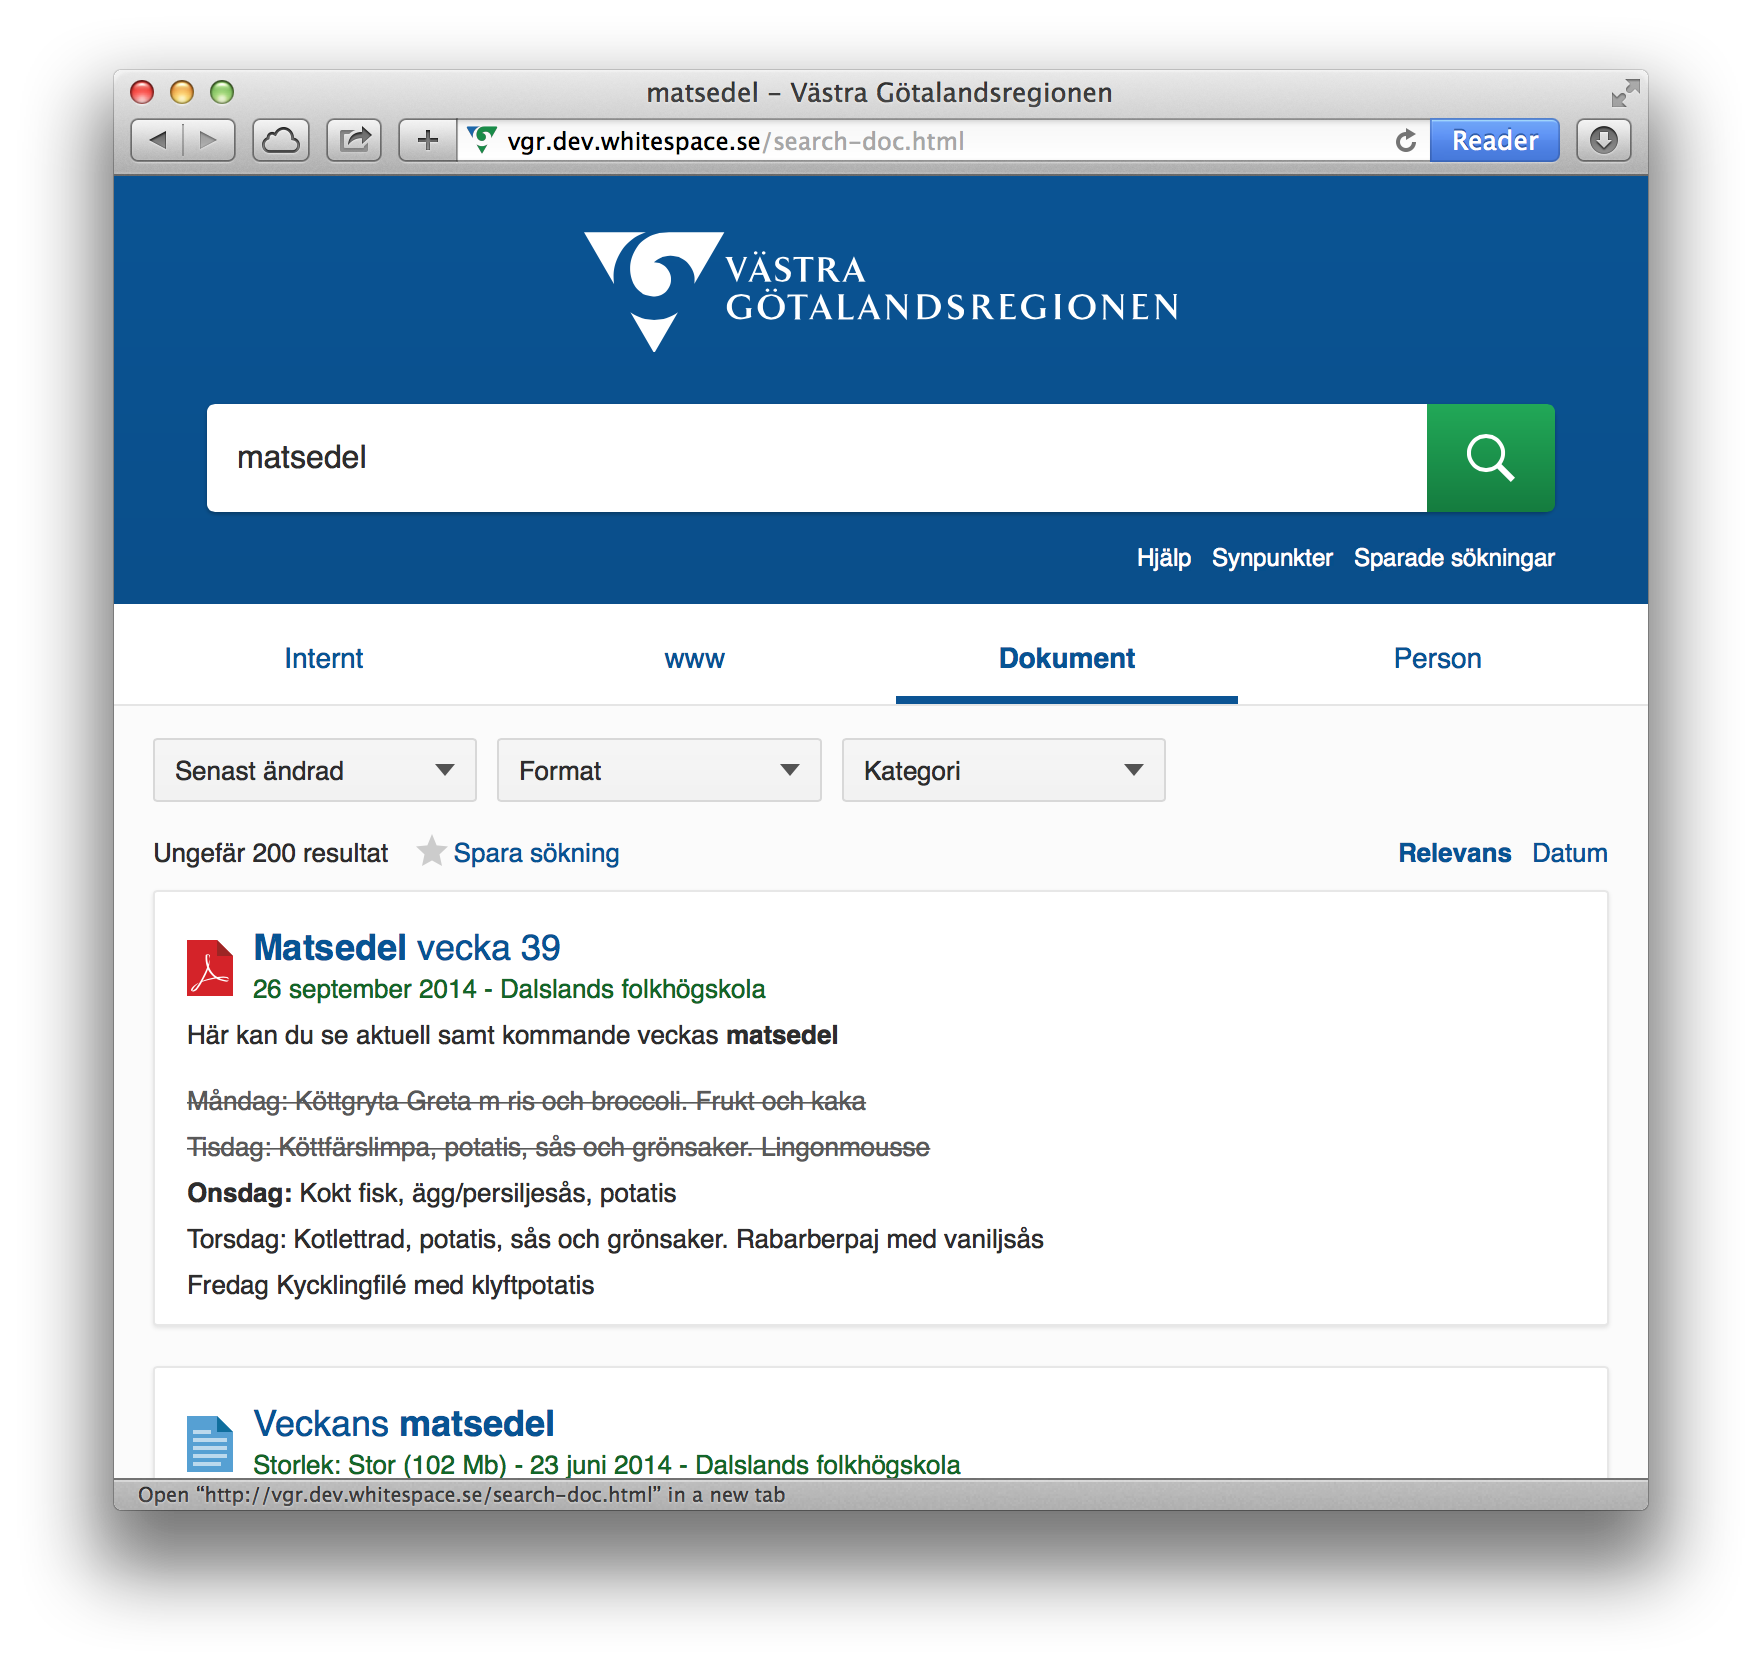 matsedel – Västra Götalandsregionen
vgr.dev.whitespace.se/search-doc.html
Reader
VÄSTRA
GÖTALANDSREGIONEN
matsedel
Hjälp Synpunkter Sparade sökningar
Internt www Dokument Person
Senast ändrad Format Kategori
Ungefär 200 resultat Spara sökning Relevans Datum
Matsedel vecka 39
26 september 2014 - Dalslands folkhögskola
Här kan du se aktuell samt kommande veckas matsedel
Måndag: Köttgryta Greta m ris och broccoli. Frukt och kaka
Tisdag: Köttfärslimpa, potatis, sås och grönsaker. Lingonmousse
Onsdag: Kokt fisk, ägg/persiljesås, potatis
Torsdag: Kotlettrad, potatis, sås och grönsaker. Rabarberpaj med vaniljsås
Fredag Kycklingfilé med klyftpotatis
Veckans matsedel
Storlek: Stor (102 Mb) - 23 juni 2014 - Dalslands folkhögskola
Open “http://vgr.dev.whitespace.se/search-doc.html” in a new tab